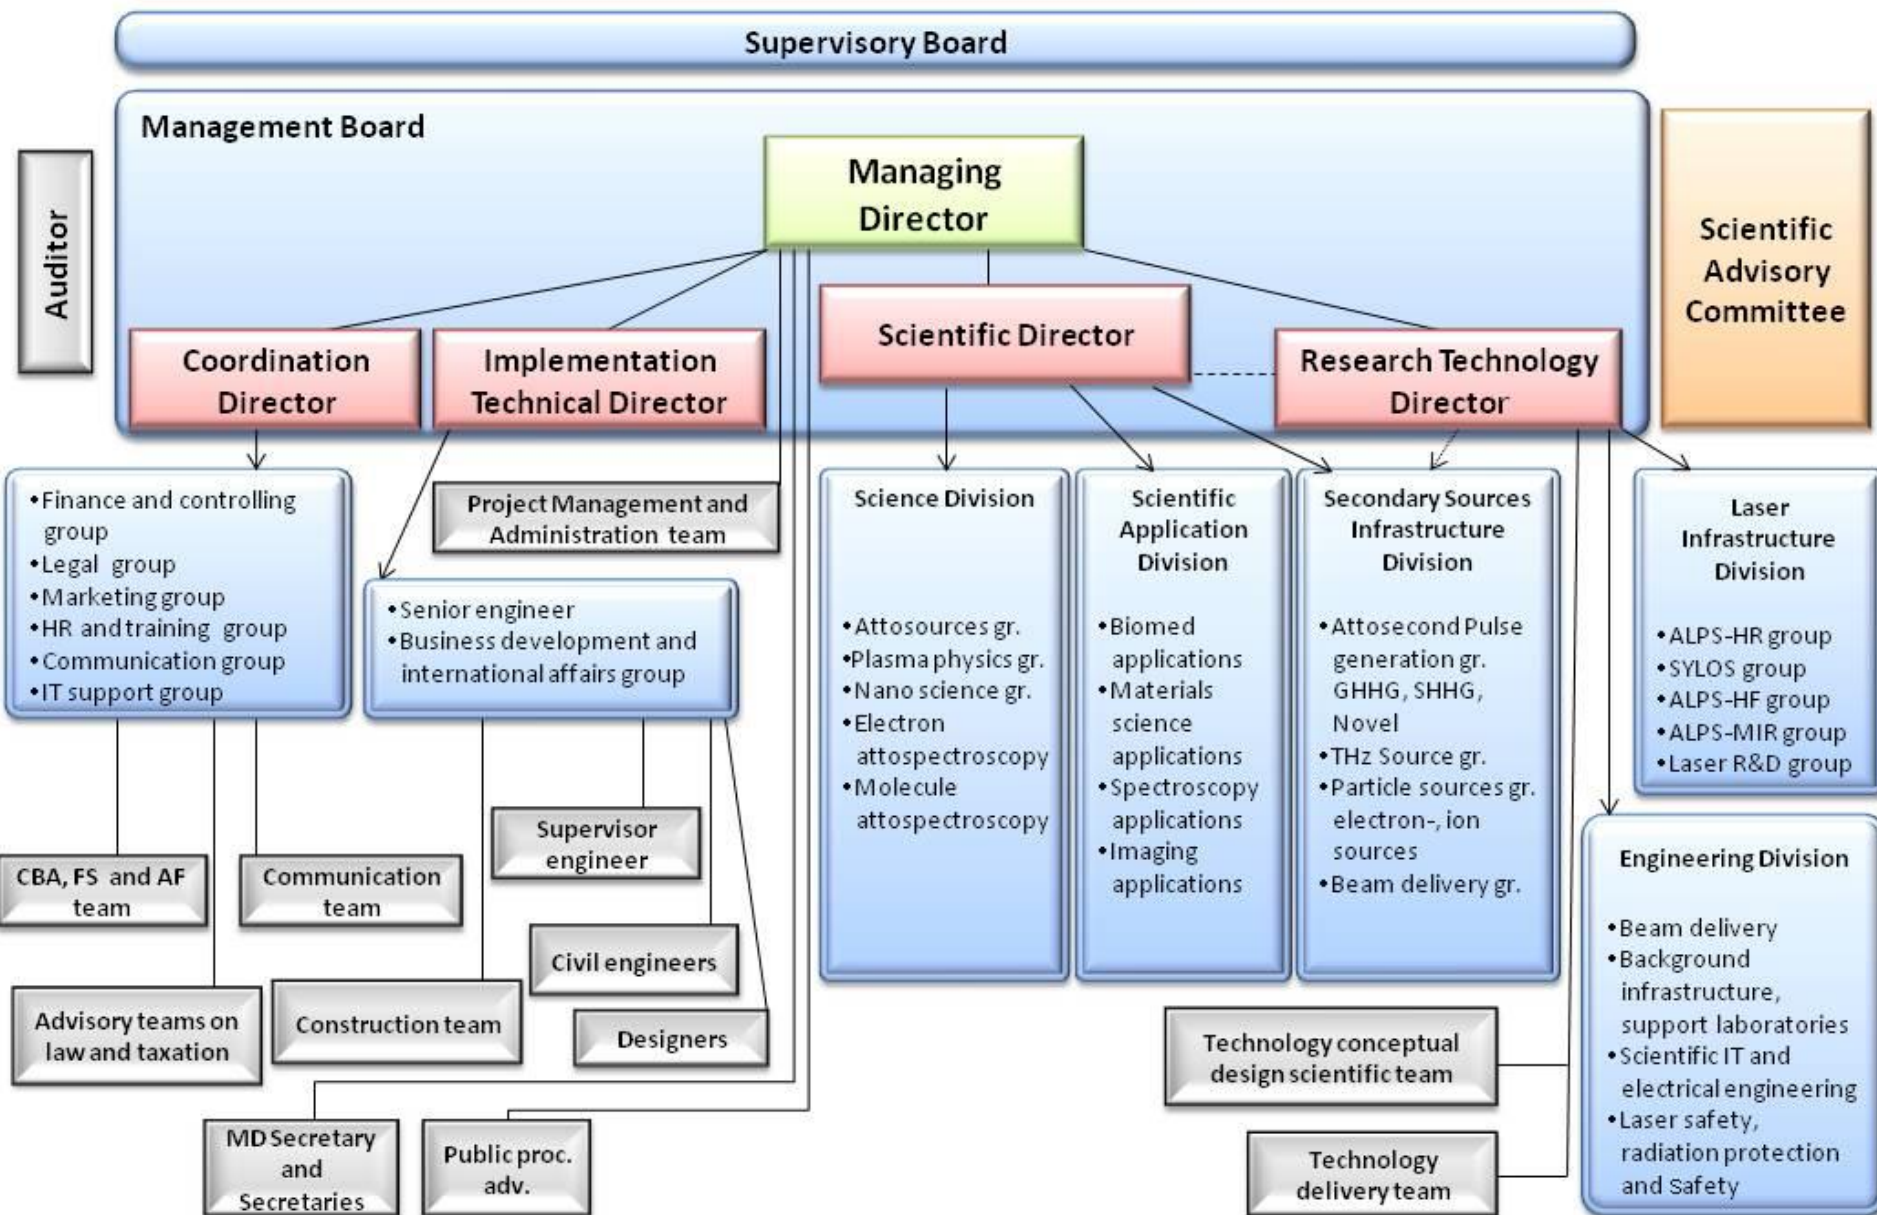 Supervisory Board
Management Board
Managing
Director
Auditor
Scientific
Advisory
Committee
Coordination
Director
Implementation
Technical Director
Scientific Director
Research Technology
Director
•Finance and controlling
group
•Legal group
•Marketing group
•HR and training group
•Communication group
•IT support group
Project Management and
Administration team
•Senior engineer
•Business development and
international affairs group
Science Division
•Attosources gr.
•Plasma physics gr.
•Nano science gr.
•Electron
attospectroscopy
•Molecule
attospectroscopy
Scientific
Application
Division
•Biomed
applications
•Materials
science
applications
•Spectroscopy
applications
•Imaging
applications
Secondary Sources
Infrastructure
Division
•Attosecond Pulse
generation gr.
GHHG, SHHG,
Novel
•THz Source gr.
•Particle sources gr.
electron-, ion
sources
•Beam delivery gr.
Laser
Infrastructure
Division
•ALPS-HR group
•SYLOS group
•ALPS-HF group
•ALPS-MIR group
•Laser R&D group
Supervisor
engineer
CBA, FS and AF
team
Communication
team
Civil engineers
Advisory teams on
law and taxation
Construction team
Designers
MD Secretary
and
Secretaries
Public proc.
adv.
Technology conceptual
design scientific team
Technology
delivery team
Engineering Division
•Beam delivery
•Background
infrastructure,
support laboratories
•Scientific IT and
electrical engineering
•Laser safety,
radiation protection
and Safety